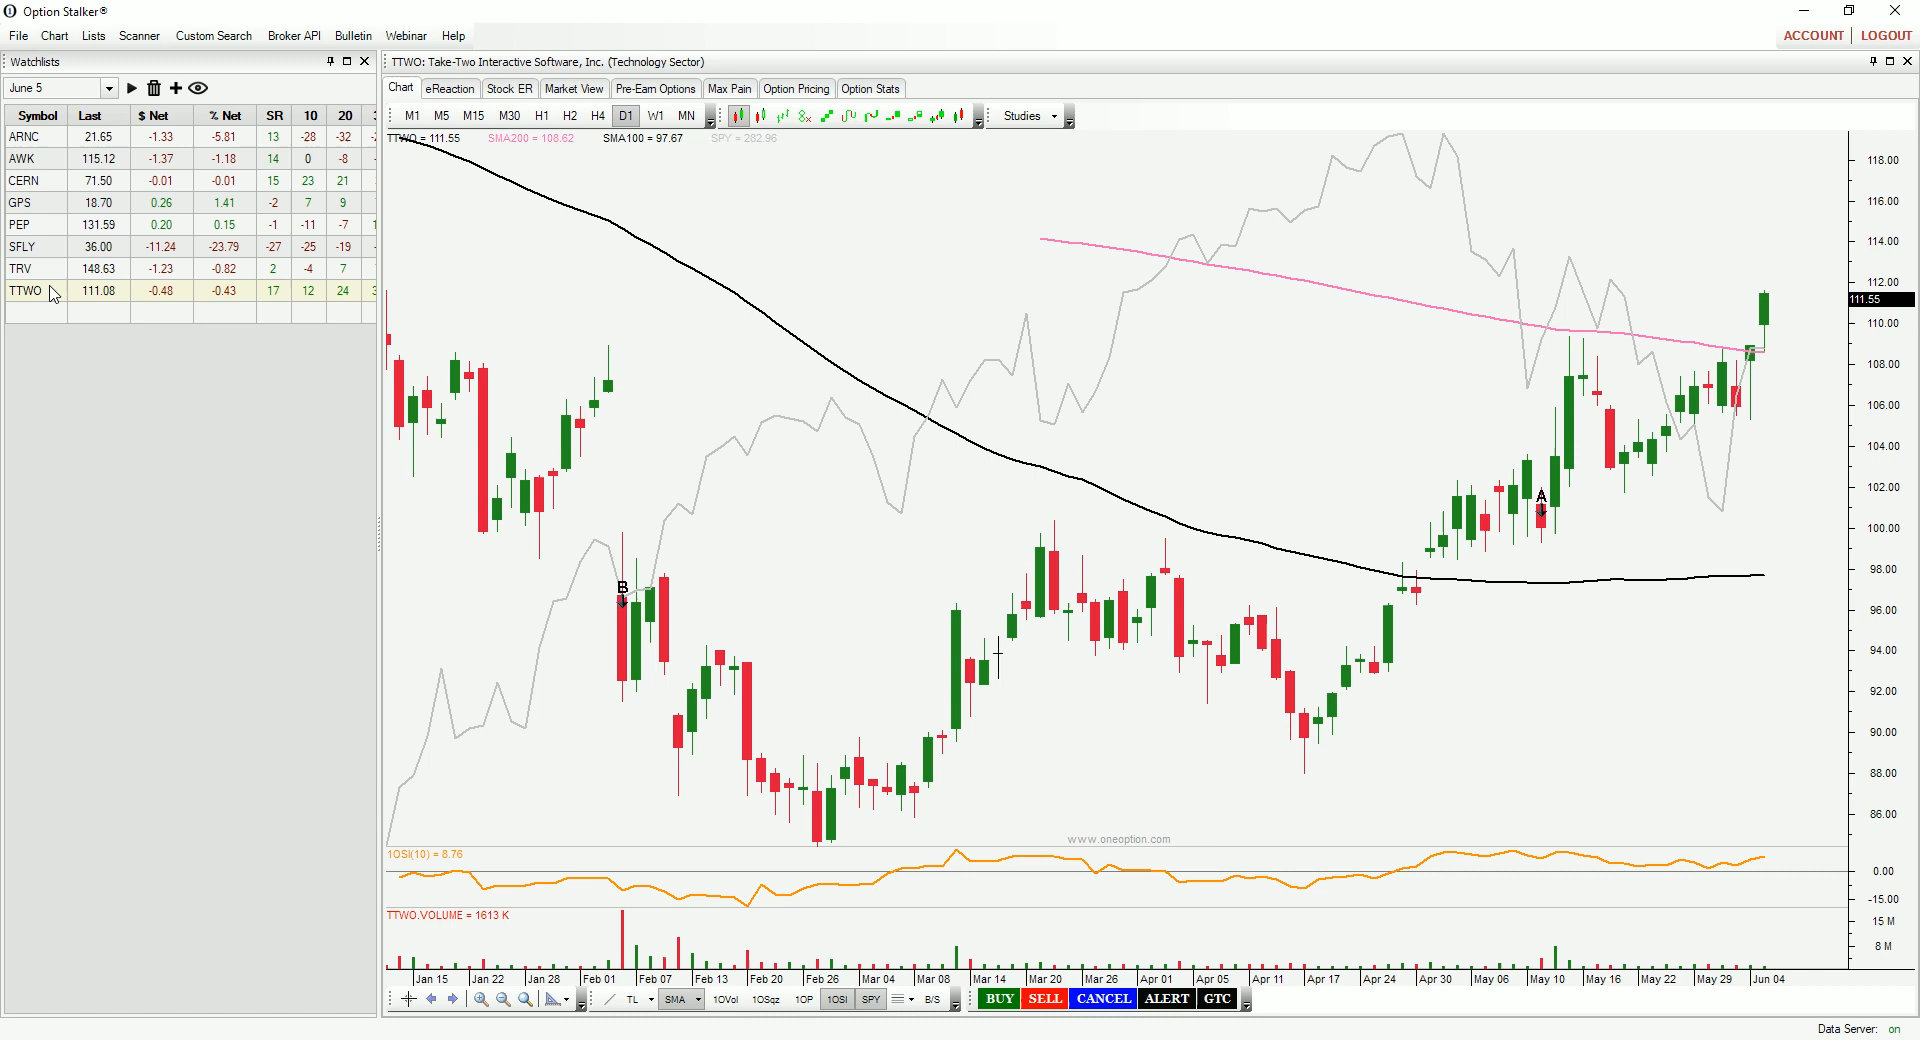 Option Stalker®
File Chart Lists Scanner Custom Search Broker API Bulletin Webinar Help ACCOUNT LOGOUT
Watchlists
June 5
Symbol Last $ Net % Net SR 10 20
ARNC 21.65 -1.33 -5.81 13 -28 -32
AWK 115.12 -1.37 -1.18 14 0 -8
CERN 71.50 -0.01 -0.01 15 23 21
GPS 18.70 0.26 1.41 -2 7 9
PEP 131.59 0.20 0.15 -1 -11 -7
SFLY 36.00 -11.24 -23.79 -27 -25 -19
TRV 148.63 -1.23 -0.82 2 -4 7
TTWO 111.08 -0.48 -0.43 17 12 24
TTWO: Take-Two Interactive Software, Inc. (Technology Sector)
Chart eReaction Stock ER Market View Pre-Earn Options Max Pain Option Pricing Option Stats
M1 M5 M15 M30 H1 H2 H4 D1 W1 MN Studies
TTWO = 111.55 SMA200 = 108.62 SMA100 = 97.67 SPY = 282.96
118.00
116.00
114.00
112.00
111.55
110.00
108.00
106.00
104.00
102.00
100.00
98.00
96.00
94.00
92.00
90.00
88.00
86.00
A
B
www.oneoption.com
1OSI(10) = 8.76
0.00
-15.00
TTWO.VOLUME = 1613 K
15 M
8 M
Jan 15 Jan 22 Jan 28 Feb 01 Feb 07 Feb 13 Feb 20 Feb 26 Mar 04 Mar 08 Mar 14 Mar 20 Mar 26 Apr 01 Apr 05 Apr 11 Apr 17 Apr 24 Apr 30 May 06 May 10 May 16 May 22 May 29 Jun 04
TL SMA 1OVol 1OSqz 1OP 1OSI SPY B/S BUY SELL CANCEL ALERT GTC
Data Server: on